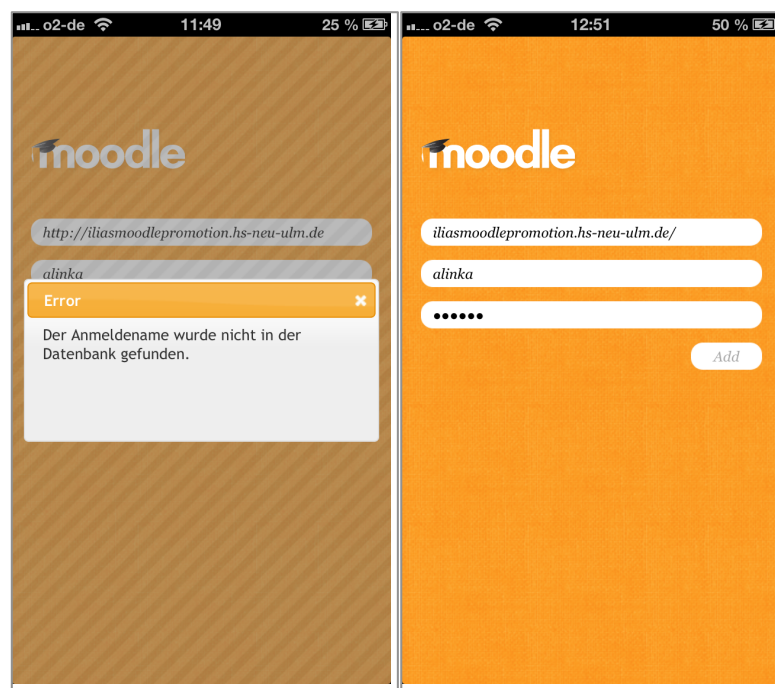 o2-de 11:49 25 %
moodle
http://iliasmoodlepromotion.hs-neu-ulm.de
alinka
Error
Der Anmeldename wurde nicht in der
Datenbank gefunden.
o2-de 12:51 50 %
moodle
iliasmoodlepromotion.hs-neu-ulm.de/
alinka
••••••
Add